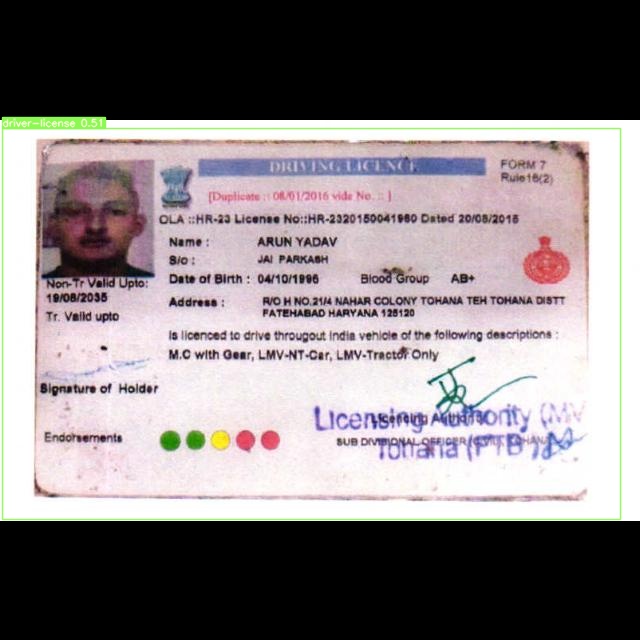 driver-license 0.51
DRIVING LICENC
FORM 7
Rule16(2)
[Duplicate :: 08/01/2016 vide No. :: ]
OLA ::HR-23 License No::HR-2320150041980 Dated 20/08/2015
Name : ARUN YADAV
S/o : JAI PARKASH
Date of Birth : 04/10/1996 Blood Group AB+
Non-Tr Valid Upto:
19/08/2035
Tr. Valid upto
Address : R/O H NO.21/4 NAHAR COLONY TOHANA TEH TOHANA DISTT
FATEHABAD HARYANA 125120
is licenced to drive througout India vehicle of the following descriptions :
M.C with Gear, LMV-NT-Car, LMV-Tractor Only
Signature of Holder
Licensing Authority (MV
SUB DIVISIONAL OFFICER (CIVIL) TOHANA
Tohana (FTB)
Endorsements